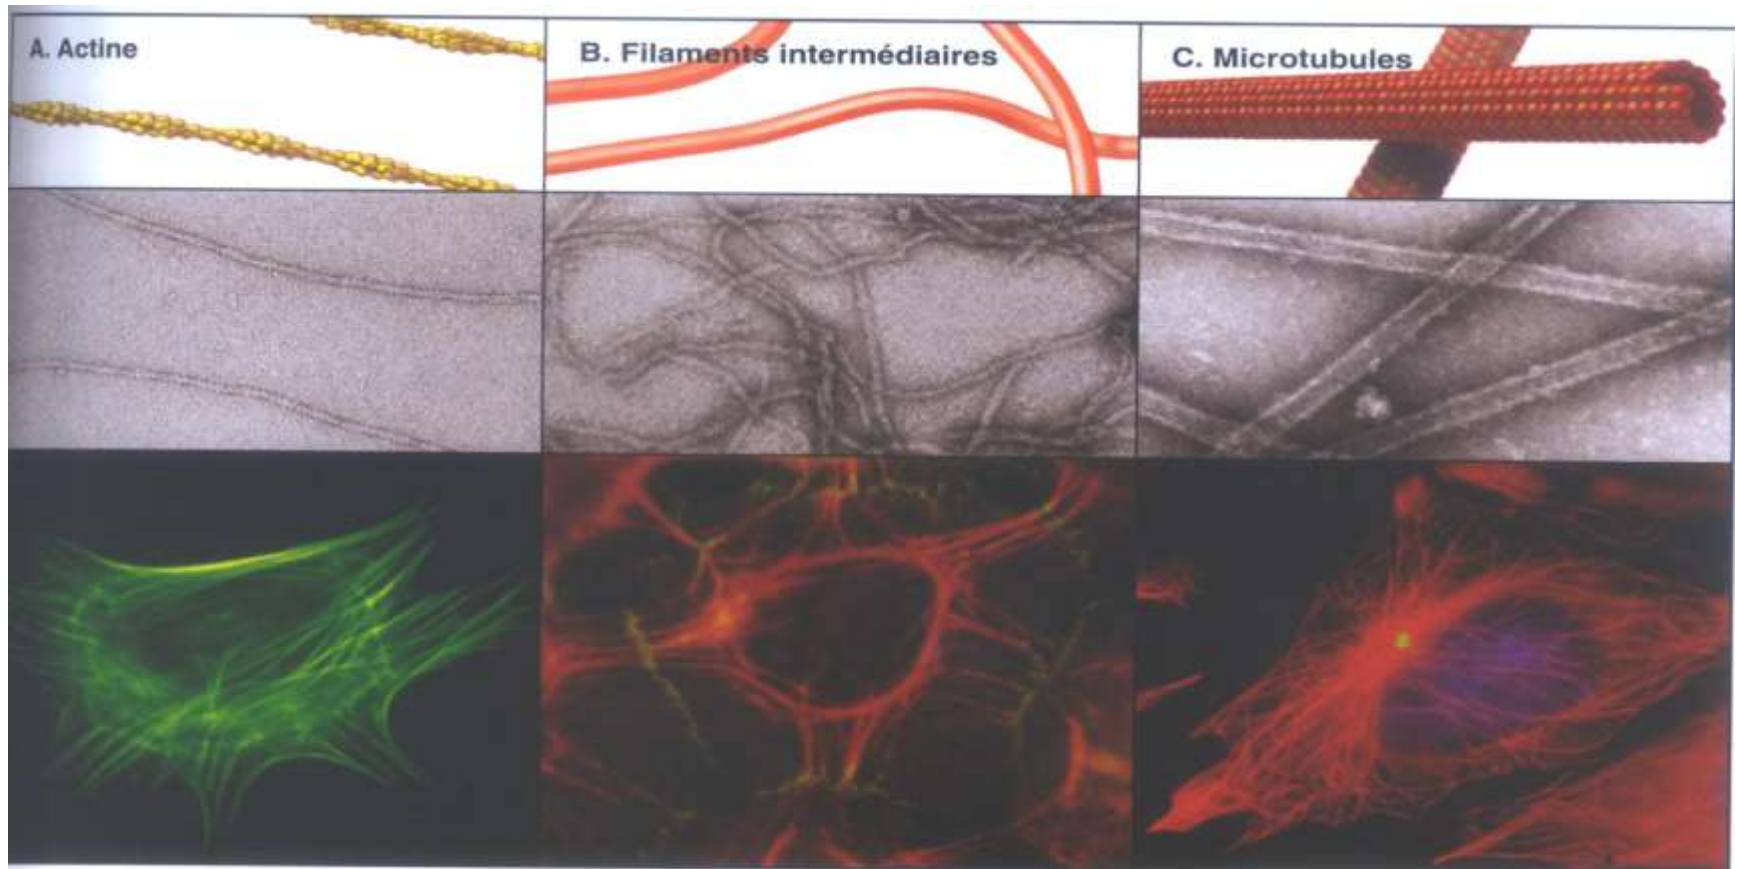 A. Actine
B. Filaments intermédiaires
C. Microtubules